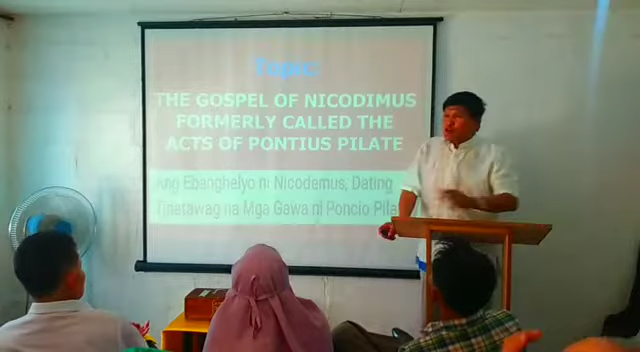 Topic:
THE GOSPEL OF NICODIMUS
FORMERLY CALLED THE
ACTS OF PONTIUS PILATE
Ang Ebanghelyo ni Nicodemus, Dating
Tinatawag na Mga Gawa ni Poncio